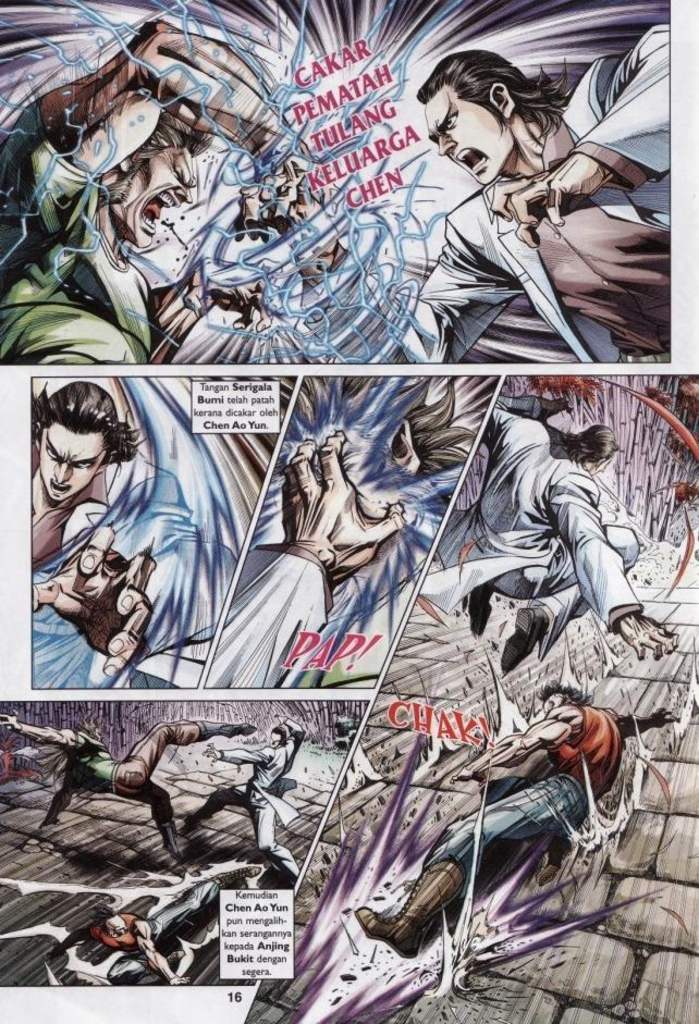 CAKAR
PEMATAH
TULANG
KELUARGA
CHEN
Tangan Serigala
Bumi telah patah
kerana dicakar oleh
Chen Ao Yun.
PAP!
CHAK!
Kemudian
Chen Ao Yun
pun mengalih-
kan serangannya
kepada Anjing
Bukit dengan
segera.
16